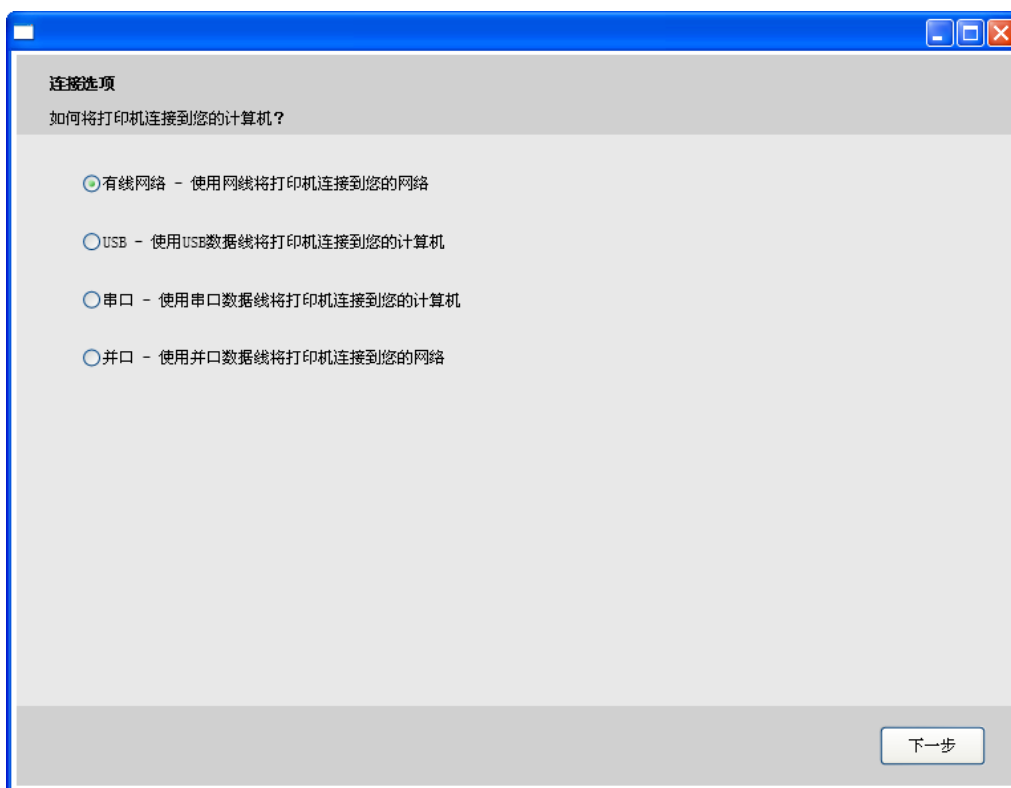 连接选项
如何将打印机连接到您的计算机？
有线网络 - 使用网线将打印机连接到您的网络
USB - 使用USB数据线将打印机连接到您的计算机
串口 - 使用串口数据线将打印机连接到您的计算机
并口 - 使用并口数据线将打印机连接到您的网络
下一步